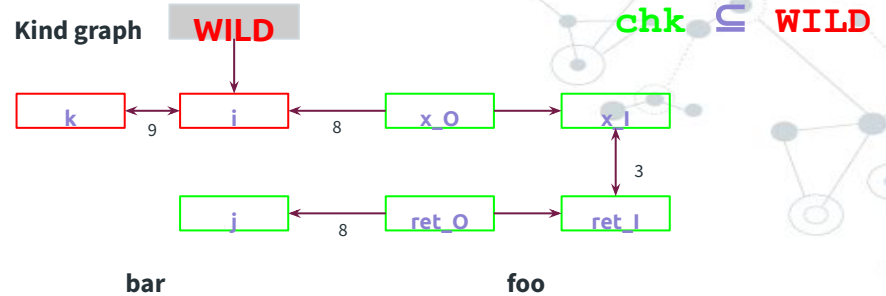 Kind graph
WILD
chk ⊆ WILD
k
i
x_O
x_I
9
8
3
j
ret_O
ret_I
8
bar
foo